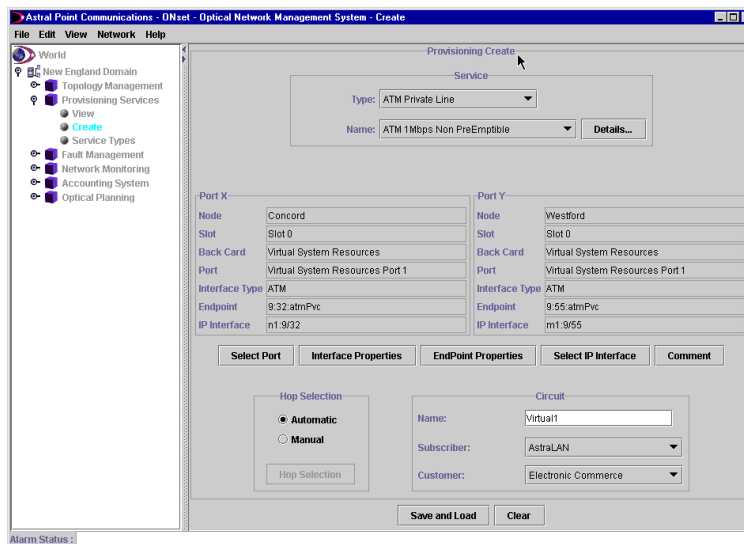 Astral Point Communications - ONset - Optical Network Management System - Create
File Edit View Network Help
World
New England Domain
Topology Management
Provisioning Services
View
Create
Service Types
Fault Management
Network Monitoring
Accounting System
Optical Planning
Provisioning Create
Service
Type: ATM Private Line
Name: ATM 1Mbps Non PreEmptible Details...
Port X
Node Concord
Slot Slot 0
Back Card Virtual System Resources
Port Virtual System Resources Port 1
Interface Type ATM
Endpoint 9:32:atmPvc
IP Interface n1:9/32
Port Y
Node Westford
Slot Slot 0
Back Card Virtual System Resources
Port Virtual System Resources Port 1
Interface Type ATM
Endpoint 9:55:atmPvc
IP Interface m1:9/55
Select Port Interface Properties EndPoint Properties Select IP Interface Comment
Hop Selection
Automatic
Manual
Hop Selection
Circuit
Name: Virtual1
Subscriber: AstraLAN
Customer: Electronic Commerce
Save and Load Clear
Alarm Status :